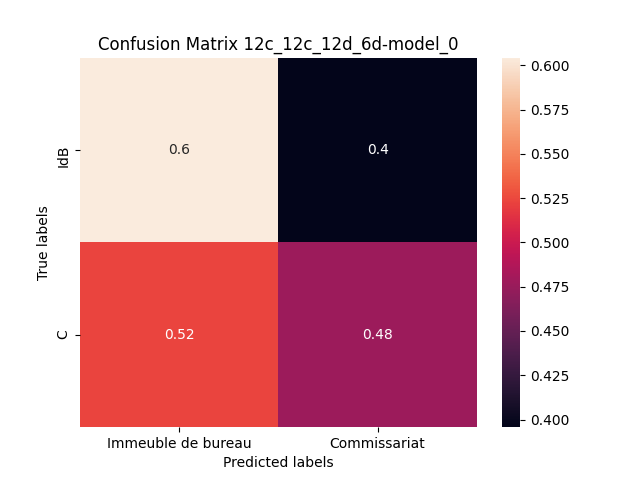 Confusion Matrix 12c_12c_12d_6d-model_0
True labels
IdB
C
0.6
0.4
0.52
0.48
Immeuble de bureau
Commissariat
Predicted labels
0.600
0.575
0.550
0.525
0.500
0.475
0.450
0.425
0.400